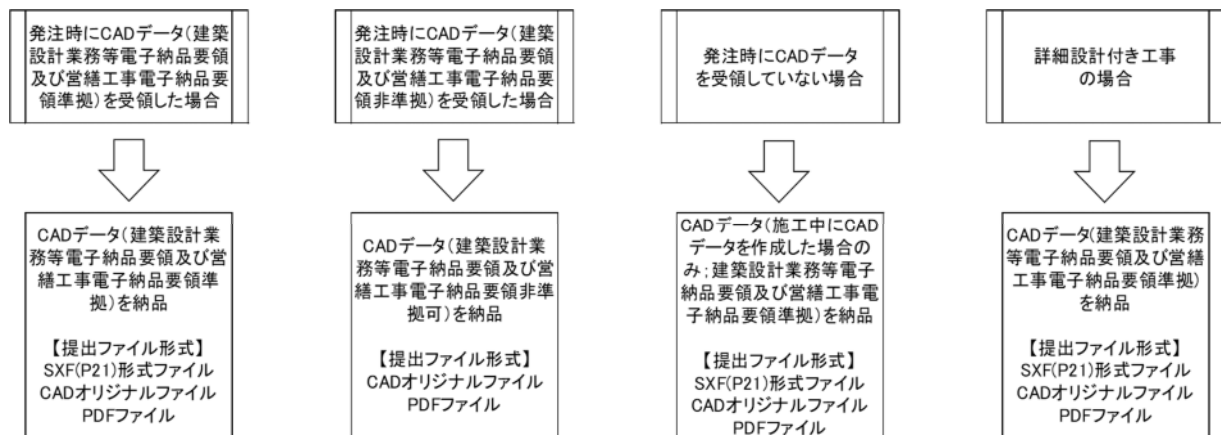 発注時にCADデータ(建築
設計業務等電子納品要領
及び営繕工事電子納品要
領準拠)を受領した場合
発注時にCADデータ(建築
設計業務等電子納品要領
及び営繕工事電子納品要
領非準拠)を受領した場合
発注時にCADデータ
を受領していない場合
詳細設計付き工事
の場合
CADデータ(建築設計業
務等電子納品要領及び営
繕工事電子納品要領準
拠)を納品
【提出ファイル形式】
SXF(P21)形式ファイル
CADオリジナルファイル
PDFファイル
CADデータ(建築設計業
務等電子納品要領及び営
繕工事電子納品要領非準
拠可)を納品
【提出ファイル形式】
CADオリジナルファイル
PDFファイル
CADデータ(施工中にCAD
データを作成した場合の
み;建築設計業務等電子
納品要領及び営繕工事電
子納品要領準拠)を納品
【提出ファイル形式】
SXF(P21)形式ファイル
CADオリジナルファイル
PDFファイル
CADデータ(建築設計業務
等電子納品要領及び営繕
工事電子納品要領準拠)
を納品
【提出ファイル形式】
SXF(P21)形式ファイル
CADオリジナルファイル
PDFファイル